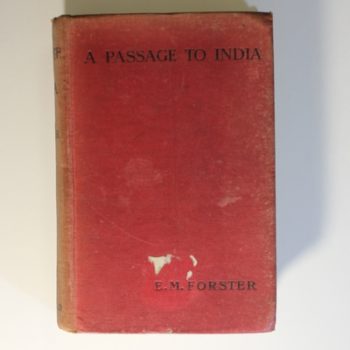 A PASSAGE TO INDIA
E. M. FORSTER